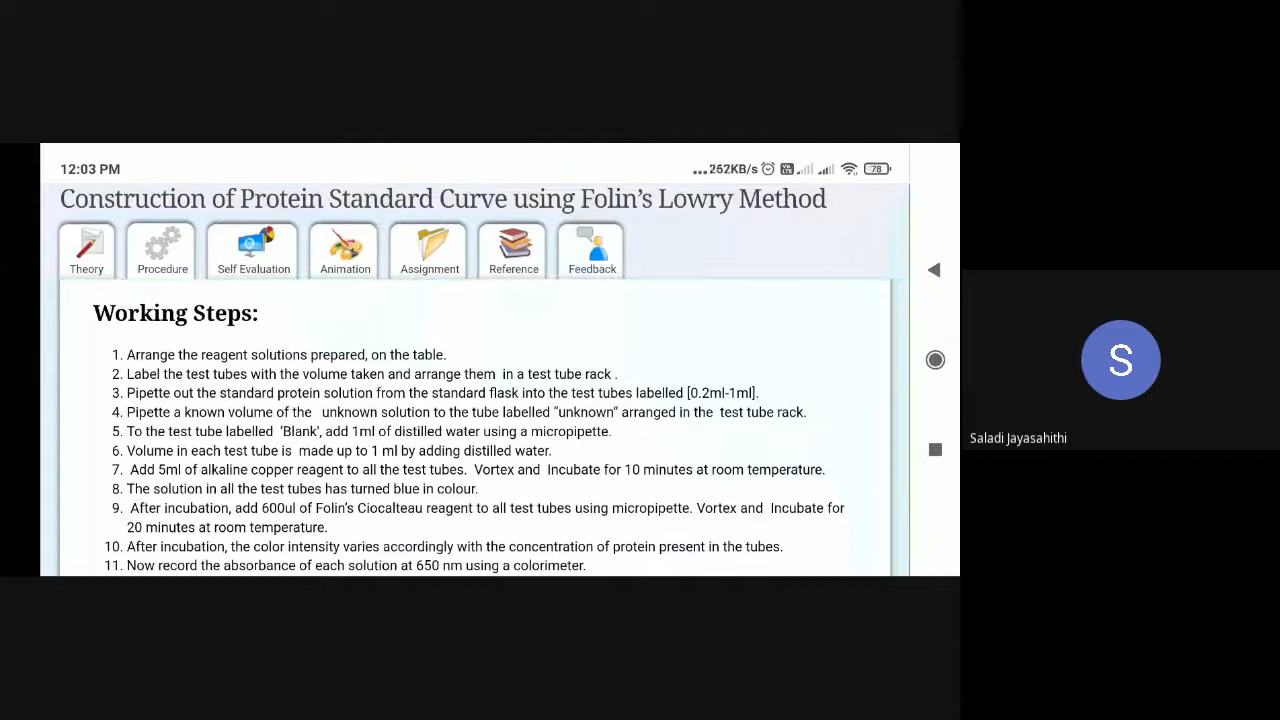 12:03 PM
...262KB/s
78
Construction of Protein Standard Curve using Folin's Lowry Method
Theory
Procedure
Self Evaluation
Animation
Assignment
Reference
Feedback
Working Steps:
1. Arrange the reagent solutions prepared, on the table.
2. Label the test tubes with the volume taken and arrange them in a test tube rack .
3. Pipette out the standard protein solution from the standard flask into the test tubes labelled [0.2ml-1ml].
4. Pipette a known volume of the unknown solution to the tube labelled “unknown” arranged in the test tube rack.
5. To the test tube labelled ‘Blank', add 1ml of distilled water using a micropipette.
6. Volume in each test tube is made up to 1 ml by adding distilled water.
7. Add 5ml of alkaline copper reagent to all the test tubes. Vortex and Incubate for 10 minutes at room temperature.
8. The solution in all the test tubes has turned blue in colour.
9. After incubation, add 600ul of Folin’s Ciocalteau reagent to all test tubes using micropipette. Vortex and Incubate for
20 minutes at room temperature.
10. After incubation, the color intensity varies accordingly with the concentration of protein present in the tubes.
11. Now record the absorbance of each solution at 650 nm using a colorimeter.
S
Saladi Jayasahithi